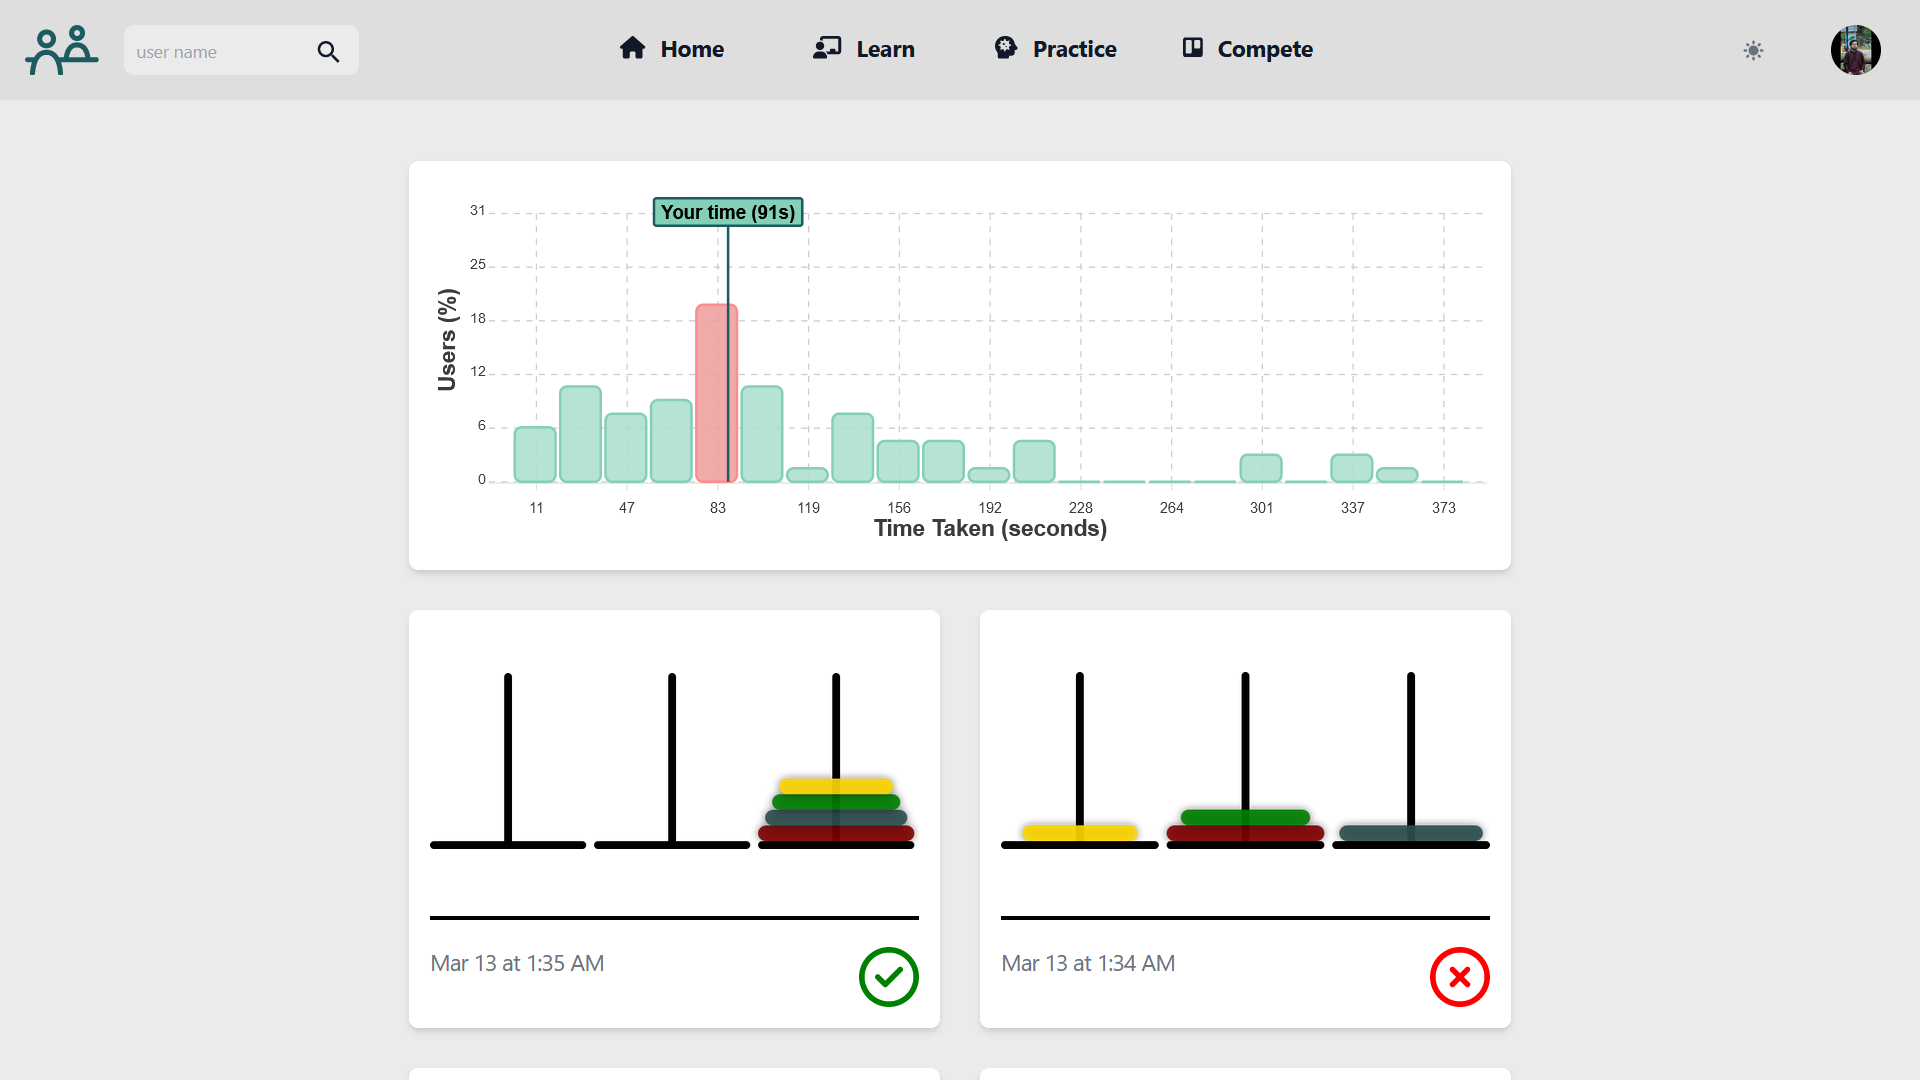 user name
Home
Learn
Practice
Compete
Your time (91s)
31
25
18
12
6
0
Users (%)
11 47 83 119 156 192 228 264 301 337 373
Time Taken (seconds)
Mar 13 at 1:35 AM
Mar 13 at 1:34 AM